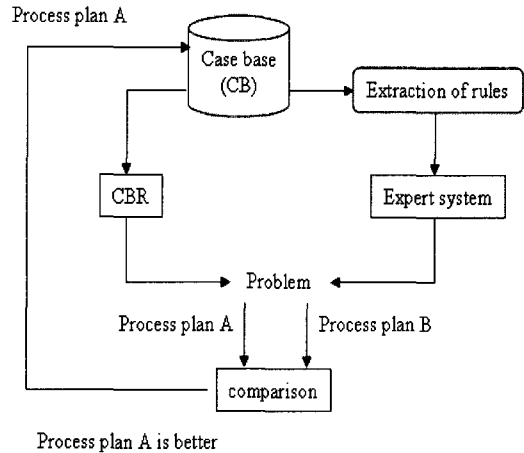 Process plan A
Case base
(CB)
Extraction of rules
CBR
Expert system
Problem
Process plan A
Process plan B
comparison
Process plan A is better